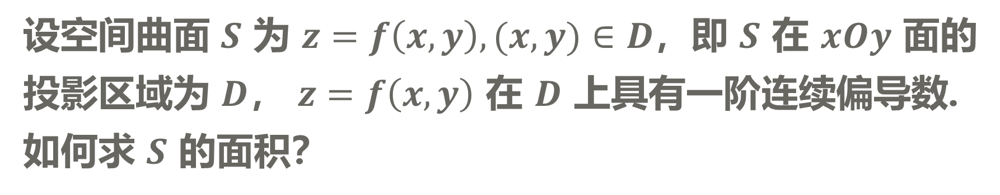 设空间曲面 S 为 z = f(x, y), (x, y) ∈ D，即 S 在 xOy 面的
投影区域为 D， z = f(x, y) 在 D 上具有一阶连续偏导数.
如何求 S 的面积？